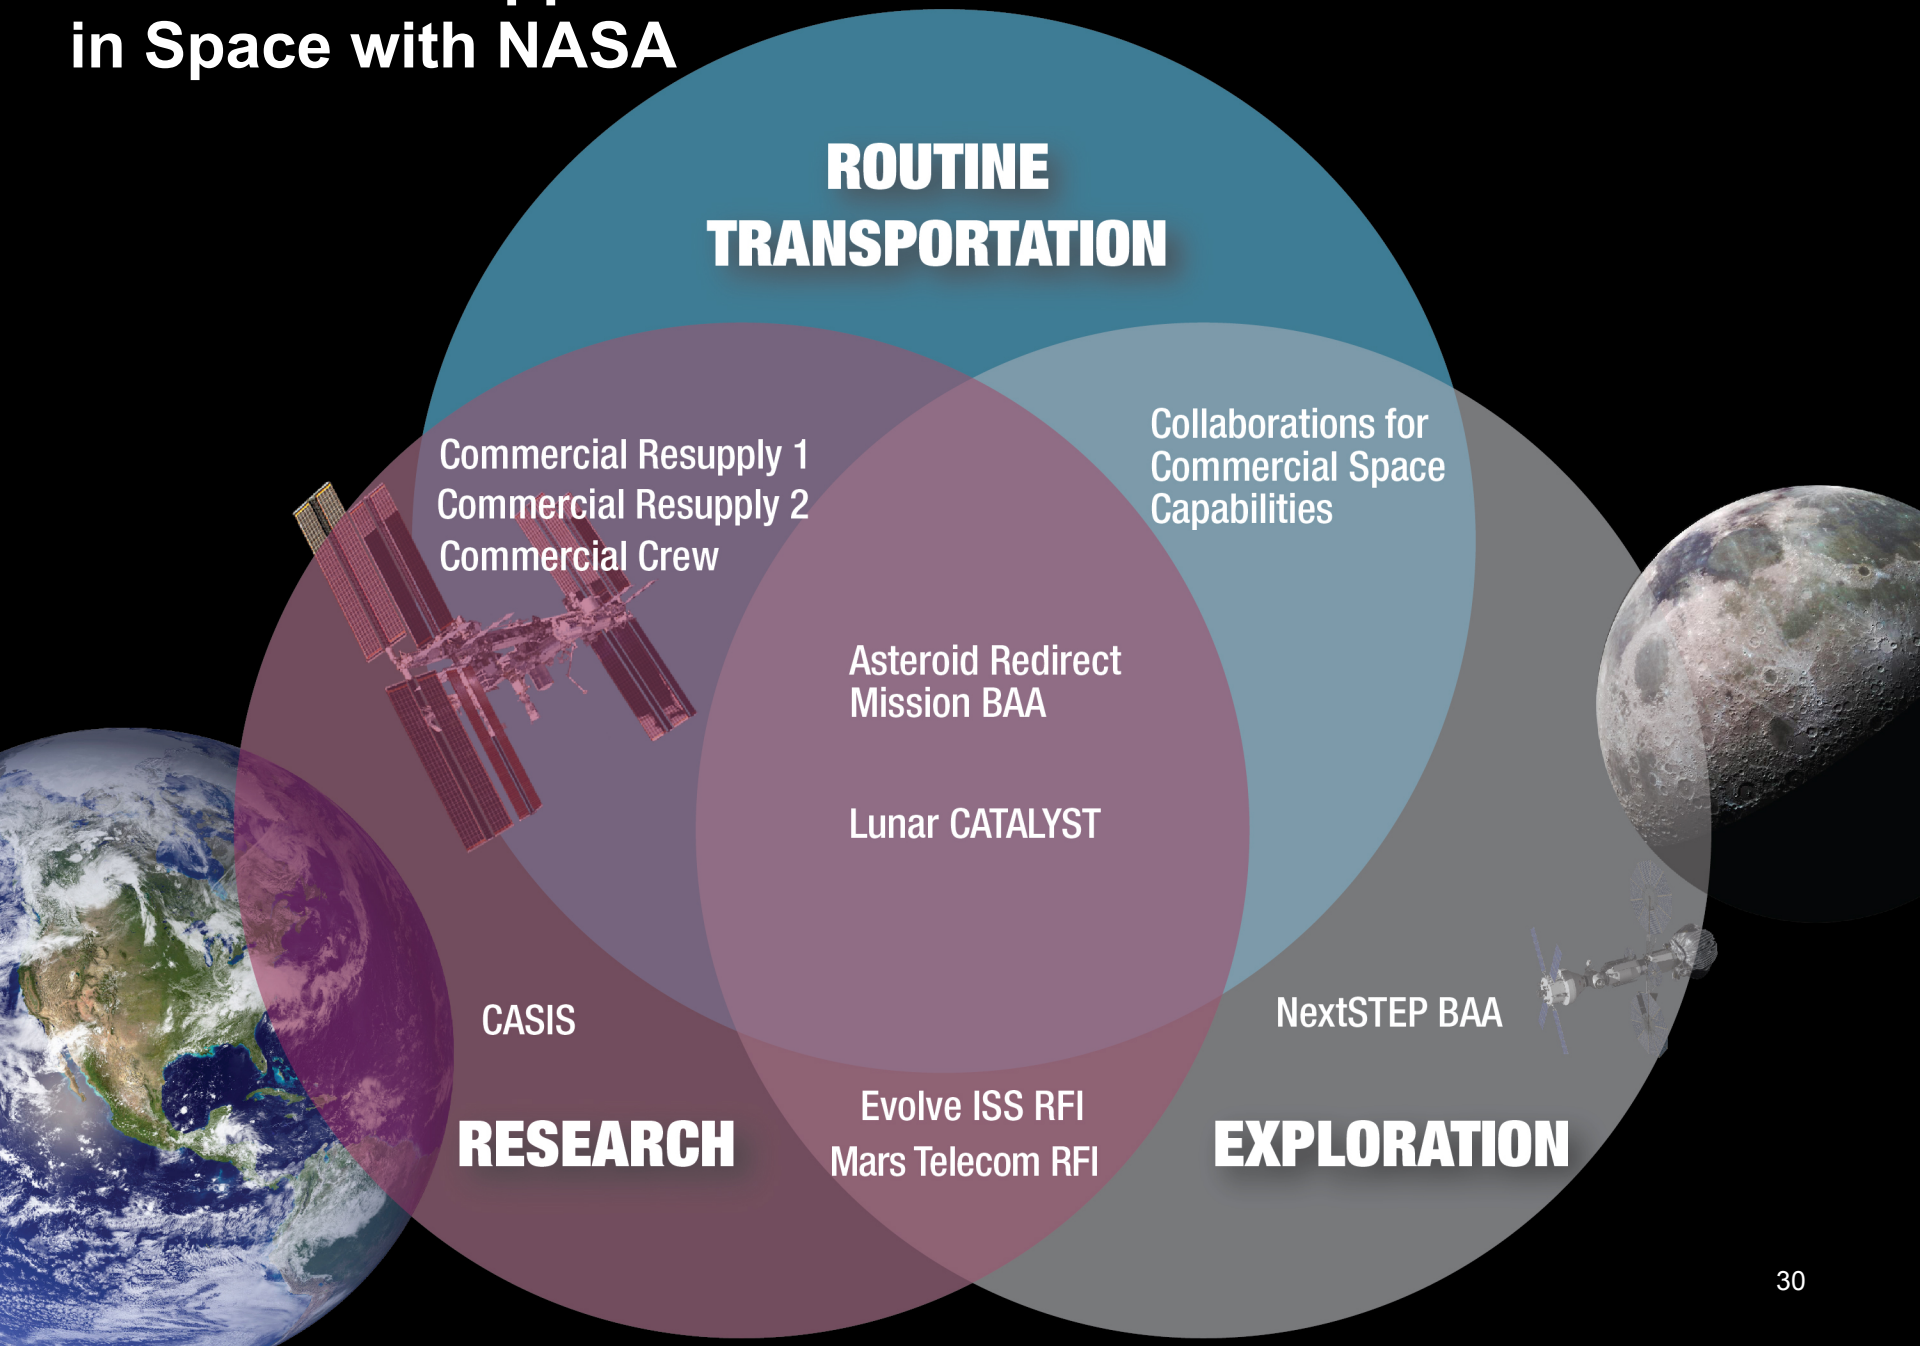 in Space with NASA
ROUTINE
TRANSPORTATION
Commercial Resupply 1
Commercial Resupply 2
Commercial Crew
Collaborations for
Commercial Space
Capabilities
Asteroid Redirect
Mission BAA
Lunar CATALYST
CASIS
NextSTEP BAA
RESEARCH
Evolve ISS RFI
Mars Telecom RFI
EXPLORATION
30